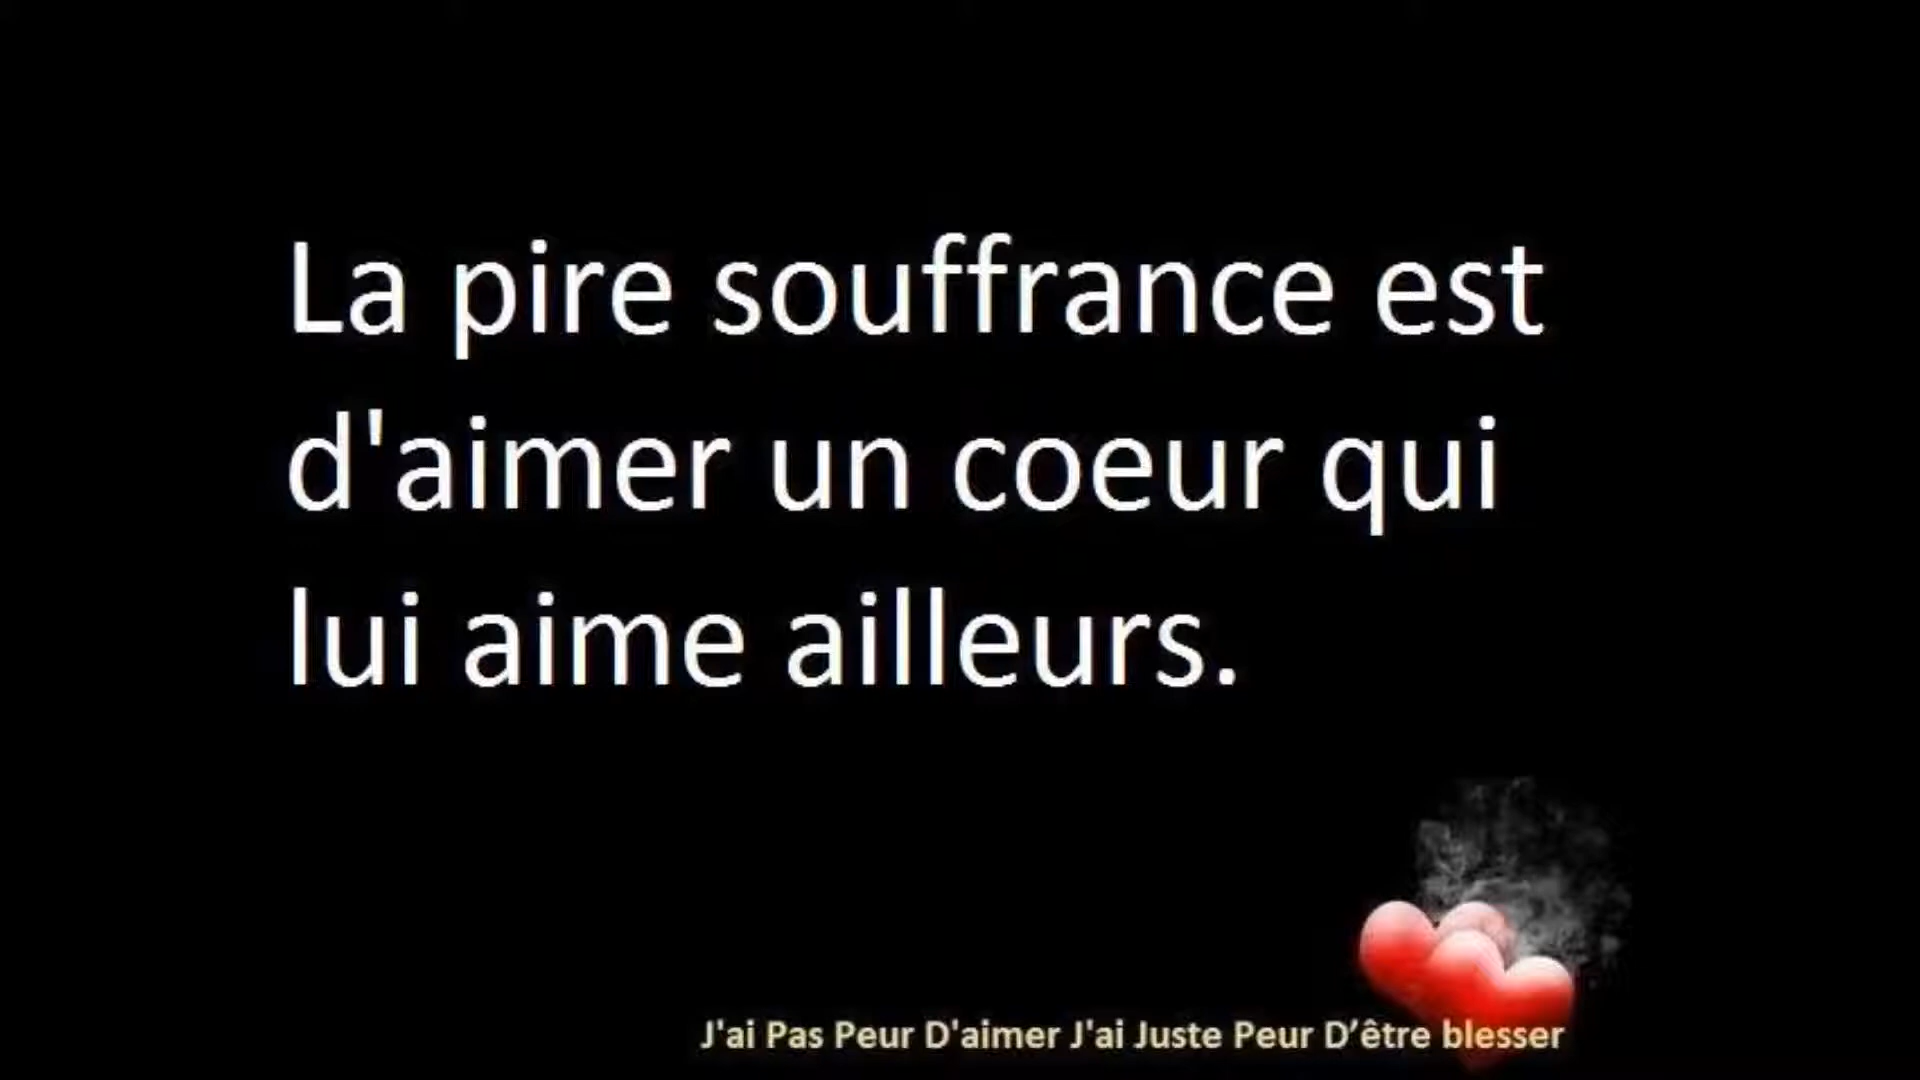 La pire souffrance est
d'aimer un coeur qui
lui aime ailleurs.
J'ai Pas Peur D'aimer J'ai Juste Peur D’être blesser